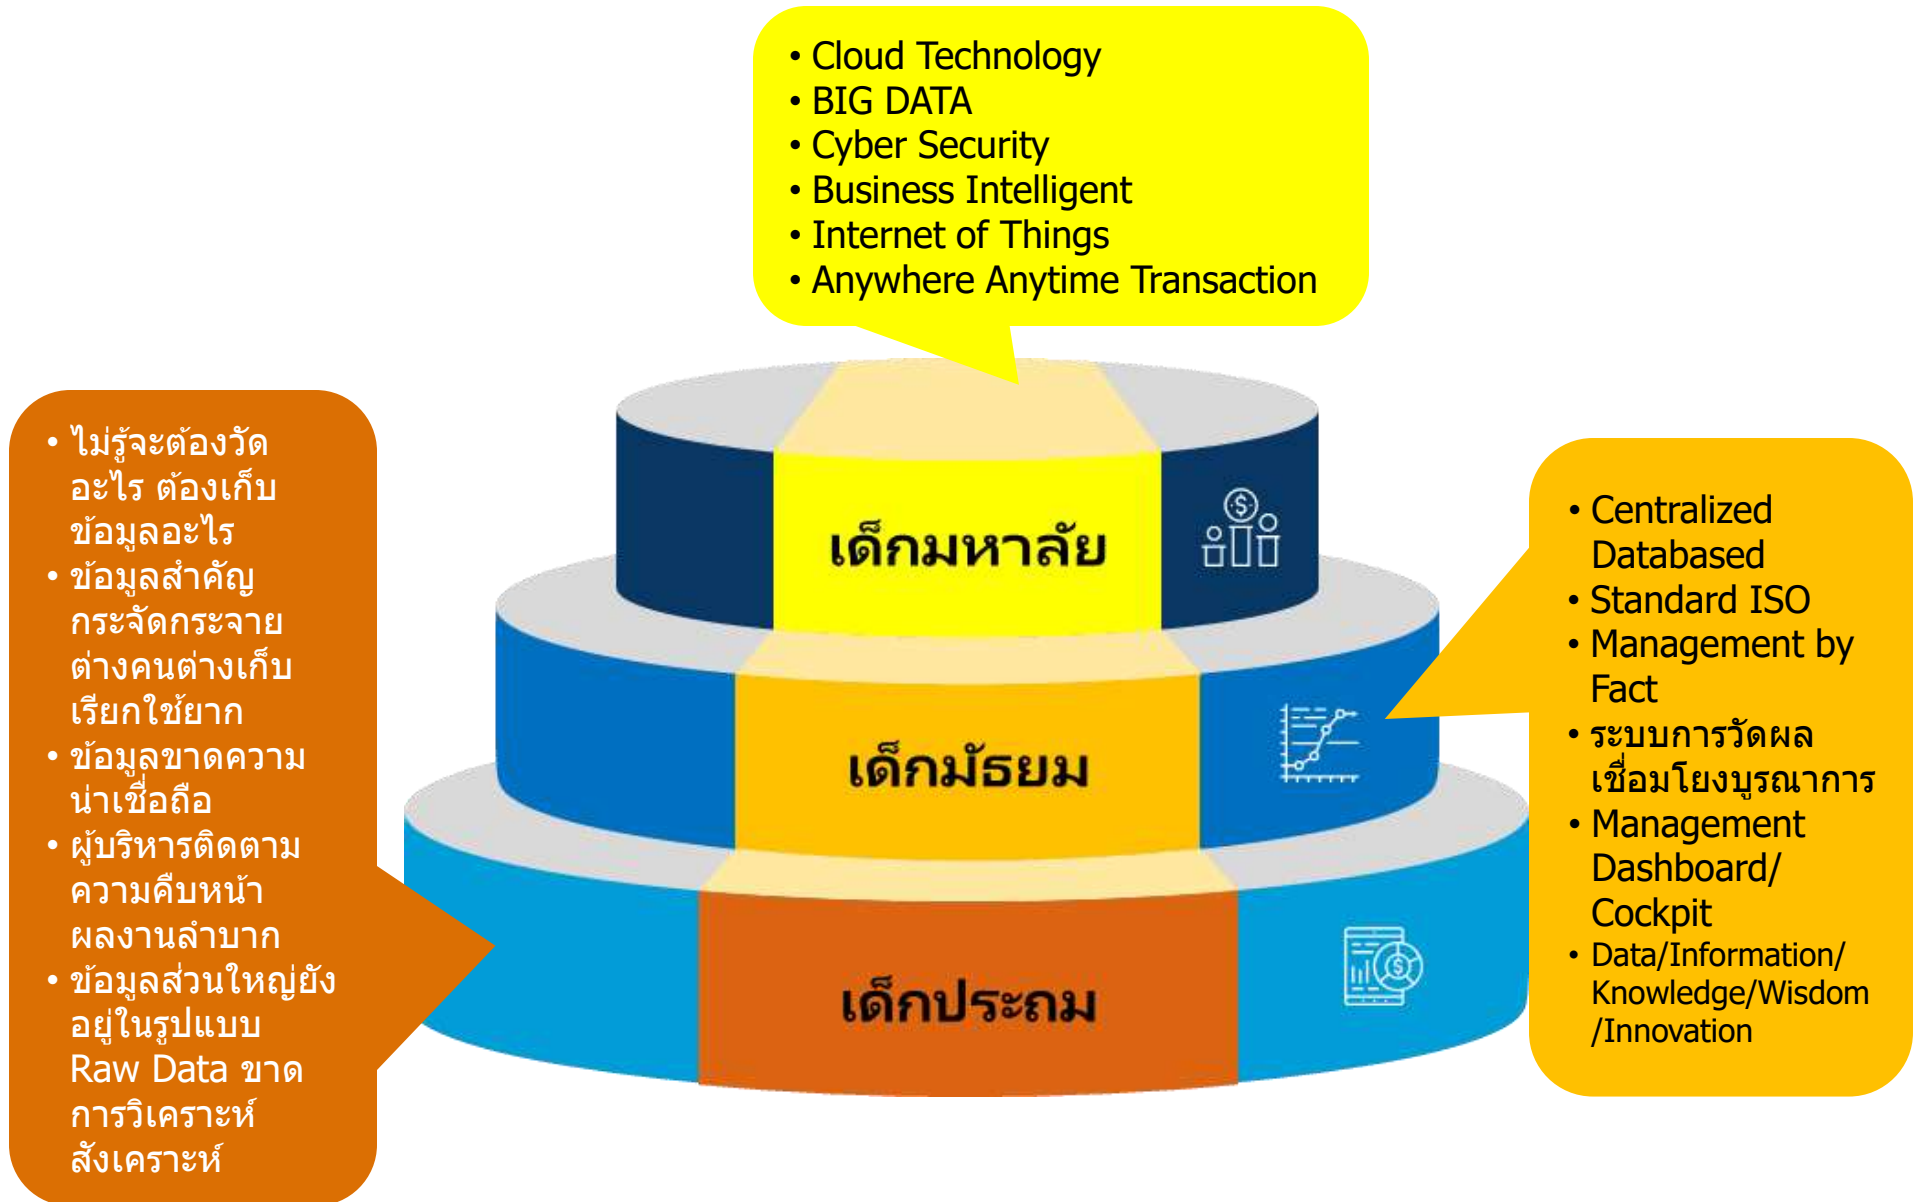 • Cloud Technology
• BIG DATA
• Cyber Security
• Business Intelligent
• Internet of Things
• Anywhere Anytime Transaction
• ไม่รู้จะต้องวัด
อะไร ต้องเก็บ
ข้อมูลอะไร
• ข้อมูลสำคัญ
กระจัดกระจาย
ต่างคนต่างเก็บ
เรียกใช้ยาก
• ข้อมูลขาดความ
น่าเชื่อถือ
• ผู้บริหารติดตาม
ความคืบหน้า
ผลงานลำบาก
• ข้อมูลส่วนใหญ่ยัง
อยู่ในรูปแบบ
Raw Data ขาด
การวิเคราะห์
สังเคราะห์
เด็กมหาลัย
เด็กมัธยม
เด็กประถม
• Centralized
Databased
• Standard ISO
• Management by
Fact
• ระบบการวัดผล
เชื่อมโยงบูรณาการ
• Management
Dashboard/
Cockpit
• Data/Information/
Knowledge/Wisdom
/Innovation